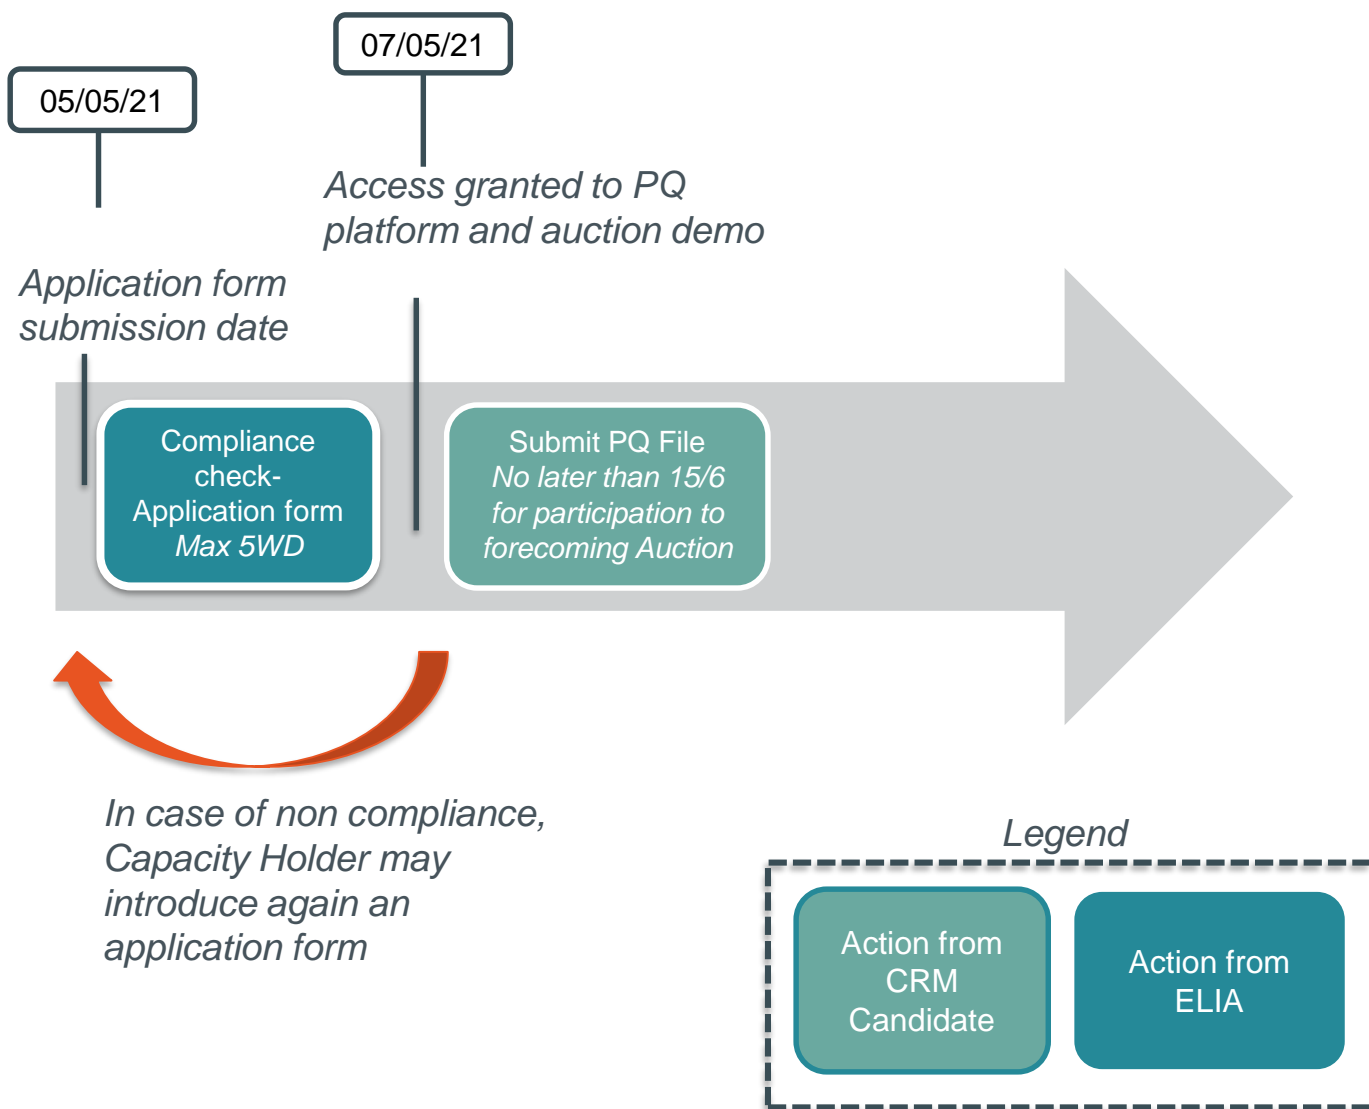 05/05/21
07/05/21
Application form
submission date
Access granted to PQ
platform and auction demo
Compliance
check-
Application form
Max 5WD
Submit PQ File
No later than 15/6
for participation to
forecoming Auction
In case of non compliance,
Capacity Holder may
introduce again an
application form
Legend
Action from
CRM
Candidate
Action from
ELIA